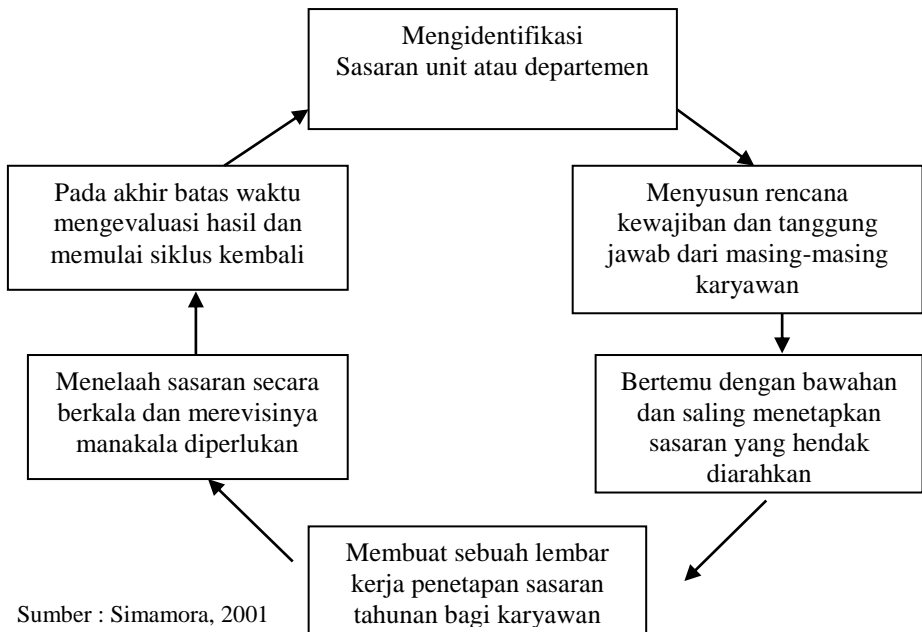 Mengidentifikasi
Sasaran unit atau departemen
Menyusun rencana
kewajiban dan tanggung
jawab dari masing-masing
karyawan
Bertemu dengan bawahan
dan saling menetapkan
sasaran yang hendak
diarahkan
Membuat sebuah lembar
kerja penetapan sasaran
tahunan bagi karyawan
Menelaah sasaran secara
berkala dan merevisinya
manakala diperlukan
Pada akhir batas waktu
mengevaluasi hasil dan
memulai siklus kembali
Sumber : Simamora, 2001